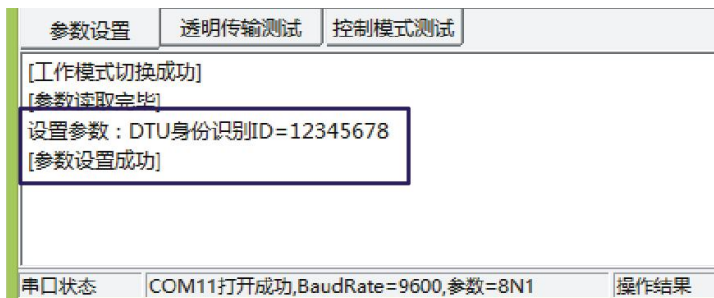 参数设置 透明传输测试 控制模式测试
[工作模式切换成功]
[参数读取完毕]
设置参数：DTU身份识别ID=12345678
[参数设置成功]
串口状态 COM11打开成功,BaudRate=9600,参数=8N1 操作结果